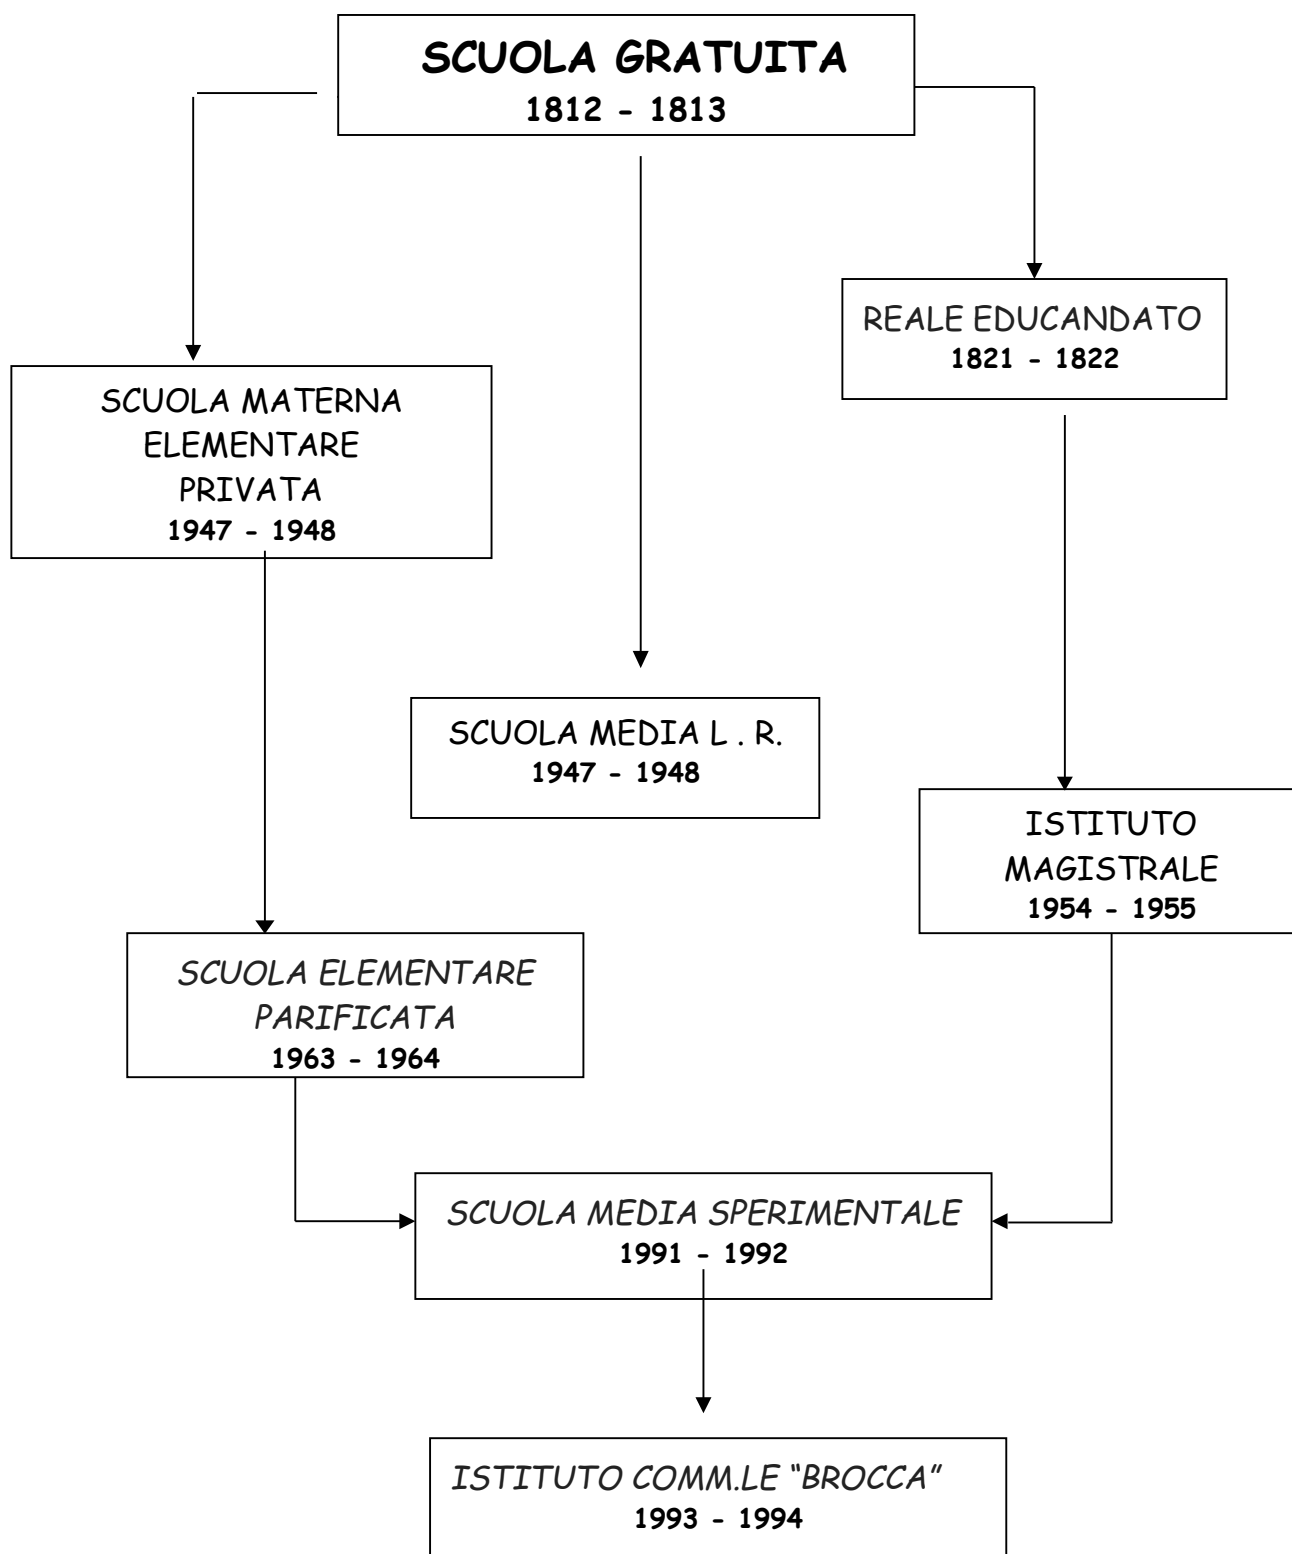 SCUOLA GRATUITA
1812 - 1813
REALE EDUCANDATO
1821 - 1822
SCUOLA MATERNA
ELEMENTARE
PRIVATA
1947 - 1948
SCUOLA MEDIA L . R.
1947 - 1948
ISTITUTO
MAGISTRALE
1954 - 1955
SCUOLA ELEMENTARE
PARIFICATA
1963 - 1964
SCUOLA MEDIA SPERIMENTALE
1991 - 1992
ISTITUTO COMM.LE “BROCCA”
1993 - 1994